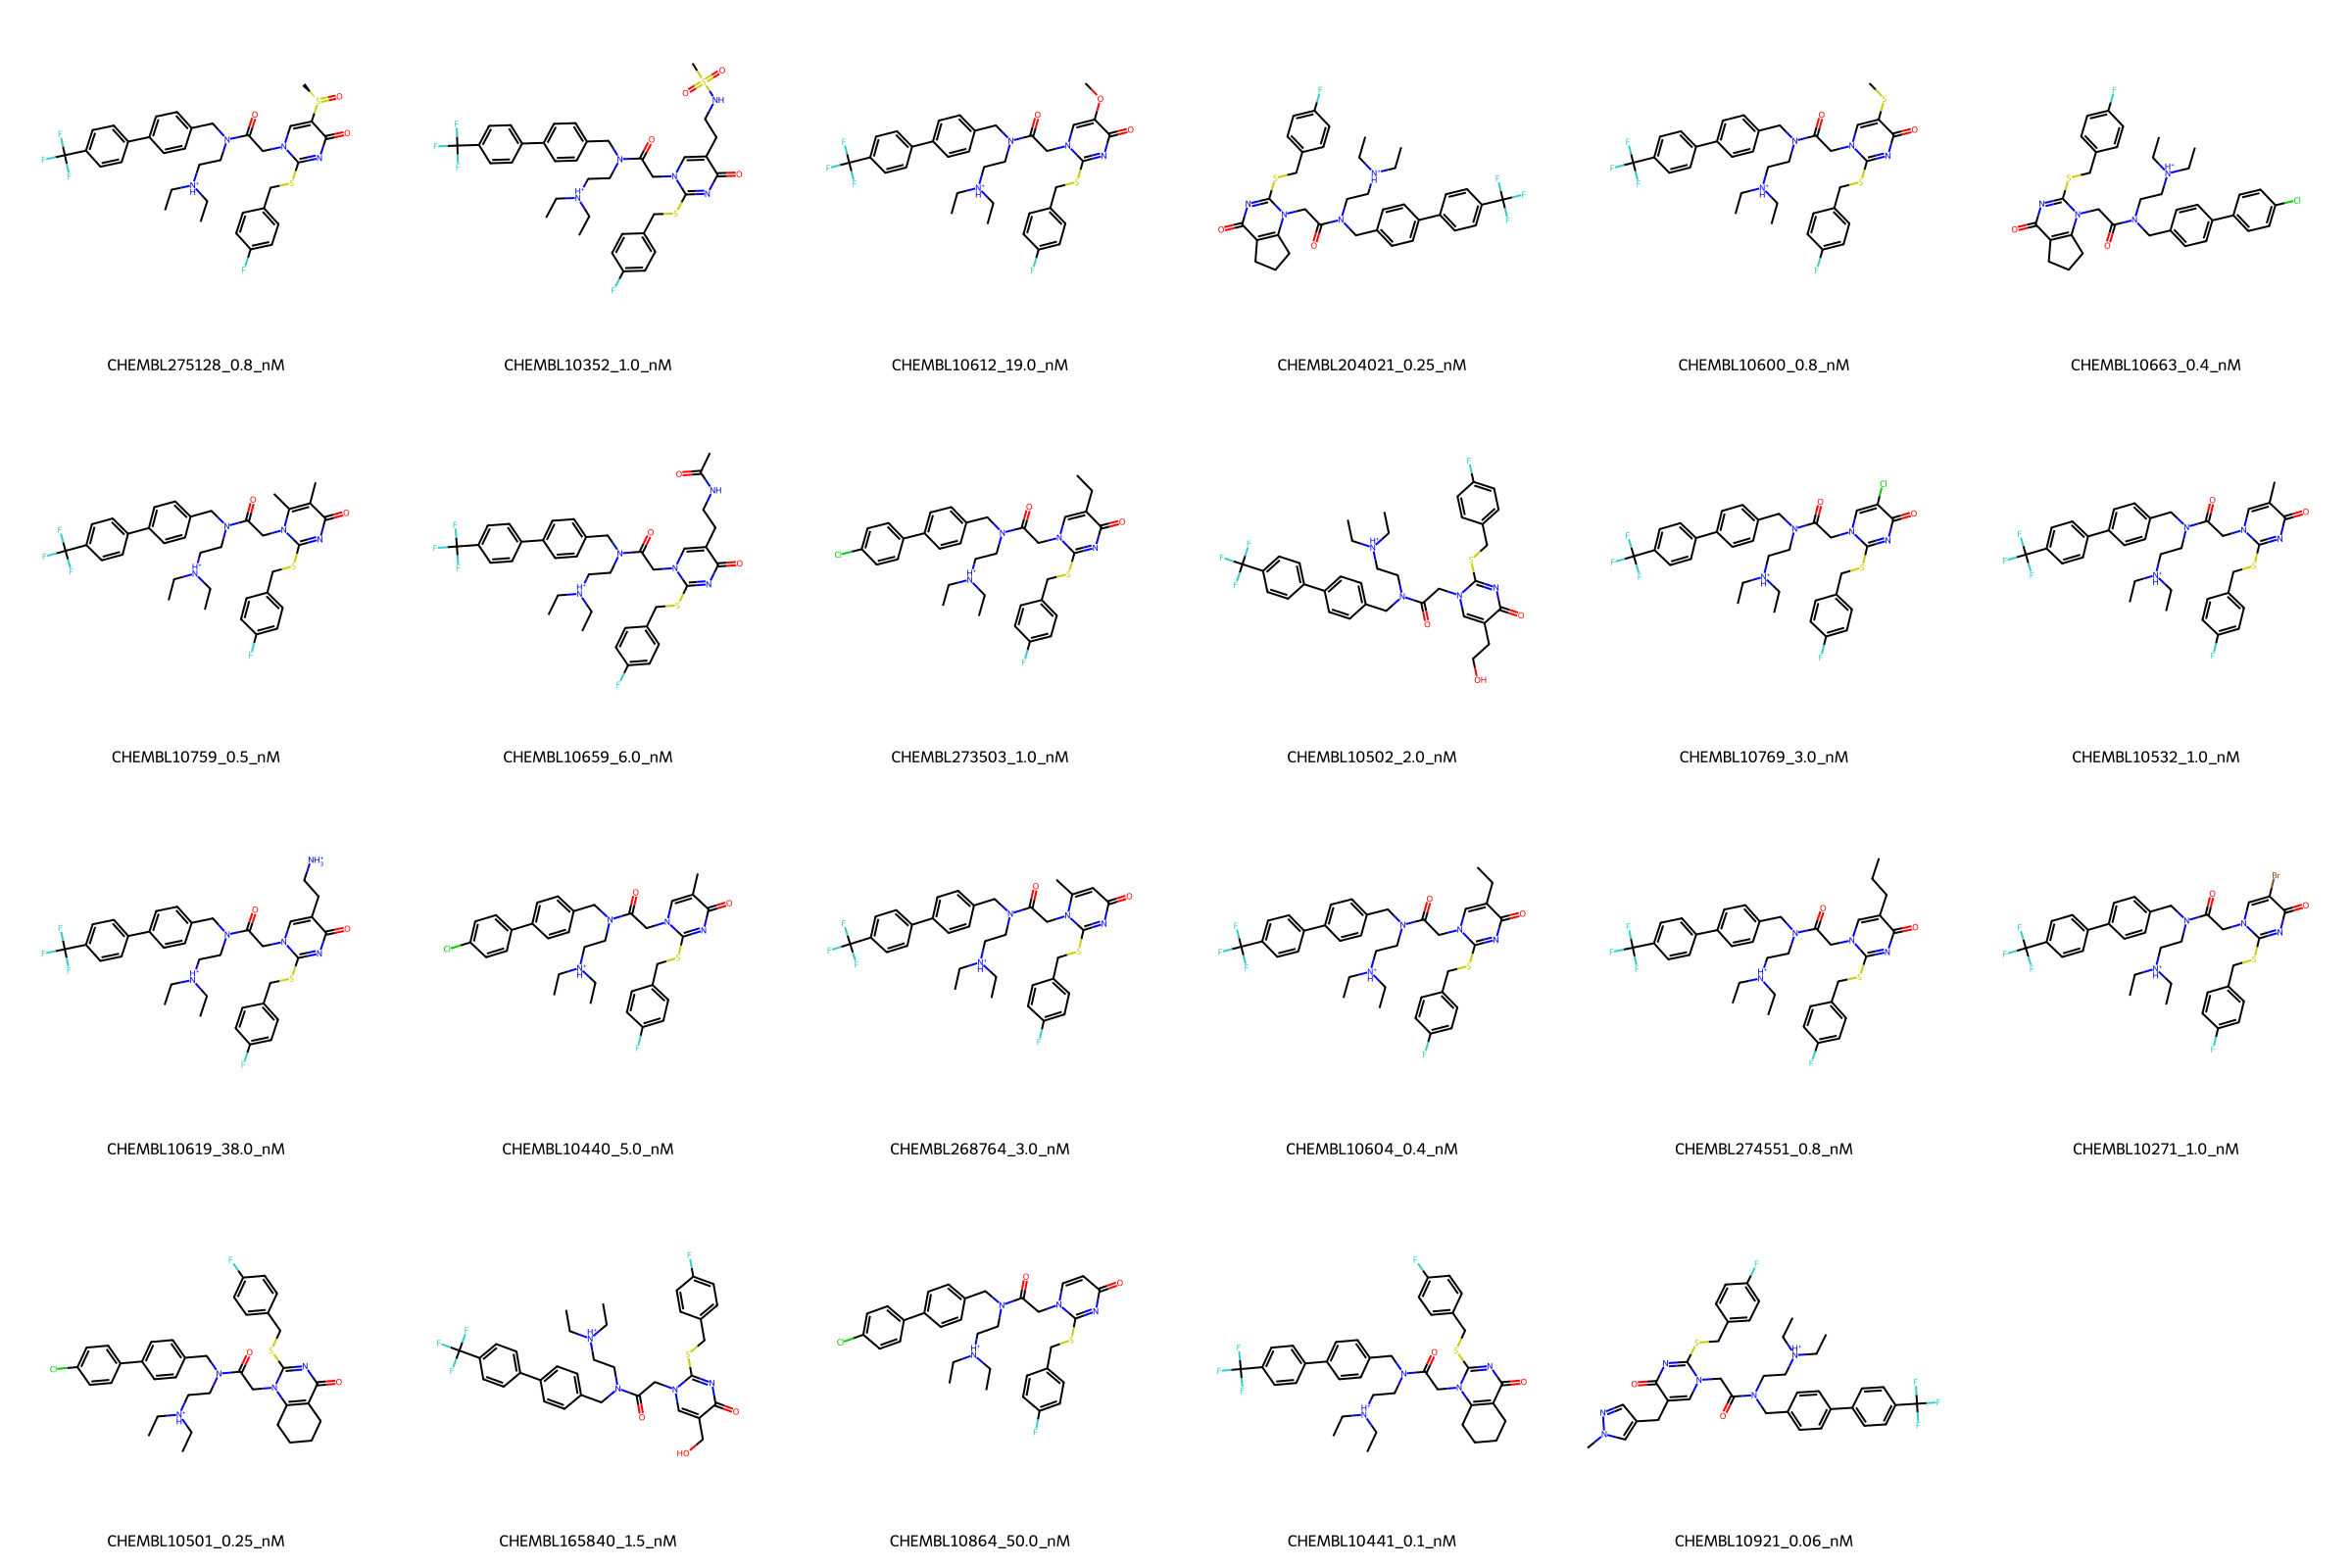 CHEMBL275128_0.8_nM
CHEMBL10352_1.0_nM
CHEMBL10612_19.0_nM
CHEMBL204021_0.25_nM
CHEMBL10600_0.8_nM
CHEMBL10663_0.4_nM
CHEMBL10759_0.5_nM
CHEMBL10659_6.0_nM
CHEMBL273503_1.0_nM
CHEMBL10502_2.0_nM
CHEMBL10769_3.0_nM
CHEMBL10532_1.0_nM
CHEMBL10619_38.0_nM
CHEMBL10440_5.0_nM
CHEMBL268764_3.0_nM
CHEMBL10604_0.4_nM
CHEMBL274551_0.8_nM
CHEMBL10271_1.0_nM
CHEMBL10501_0.25_nM
CHEMBL165840_1.5_nM
CHEMBL10864_50.0_nM
CHEMBL10441_0.1_nM
CHEMBL10921_0.06_nM